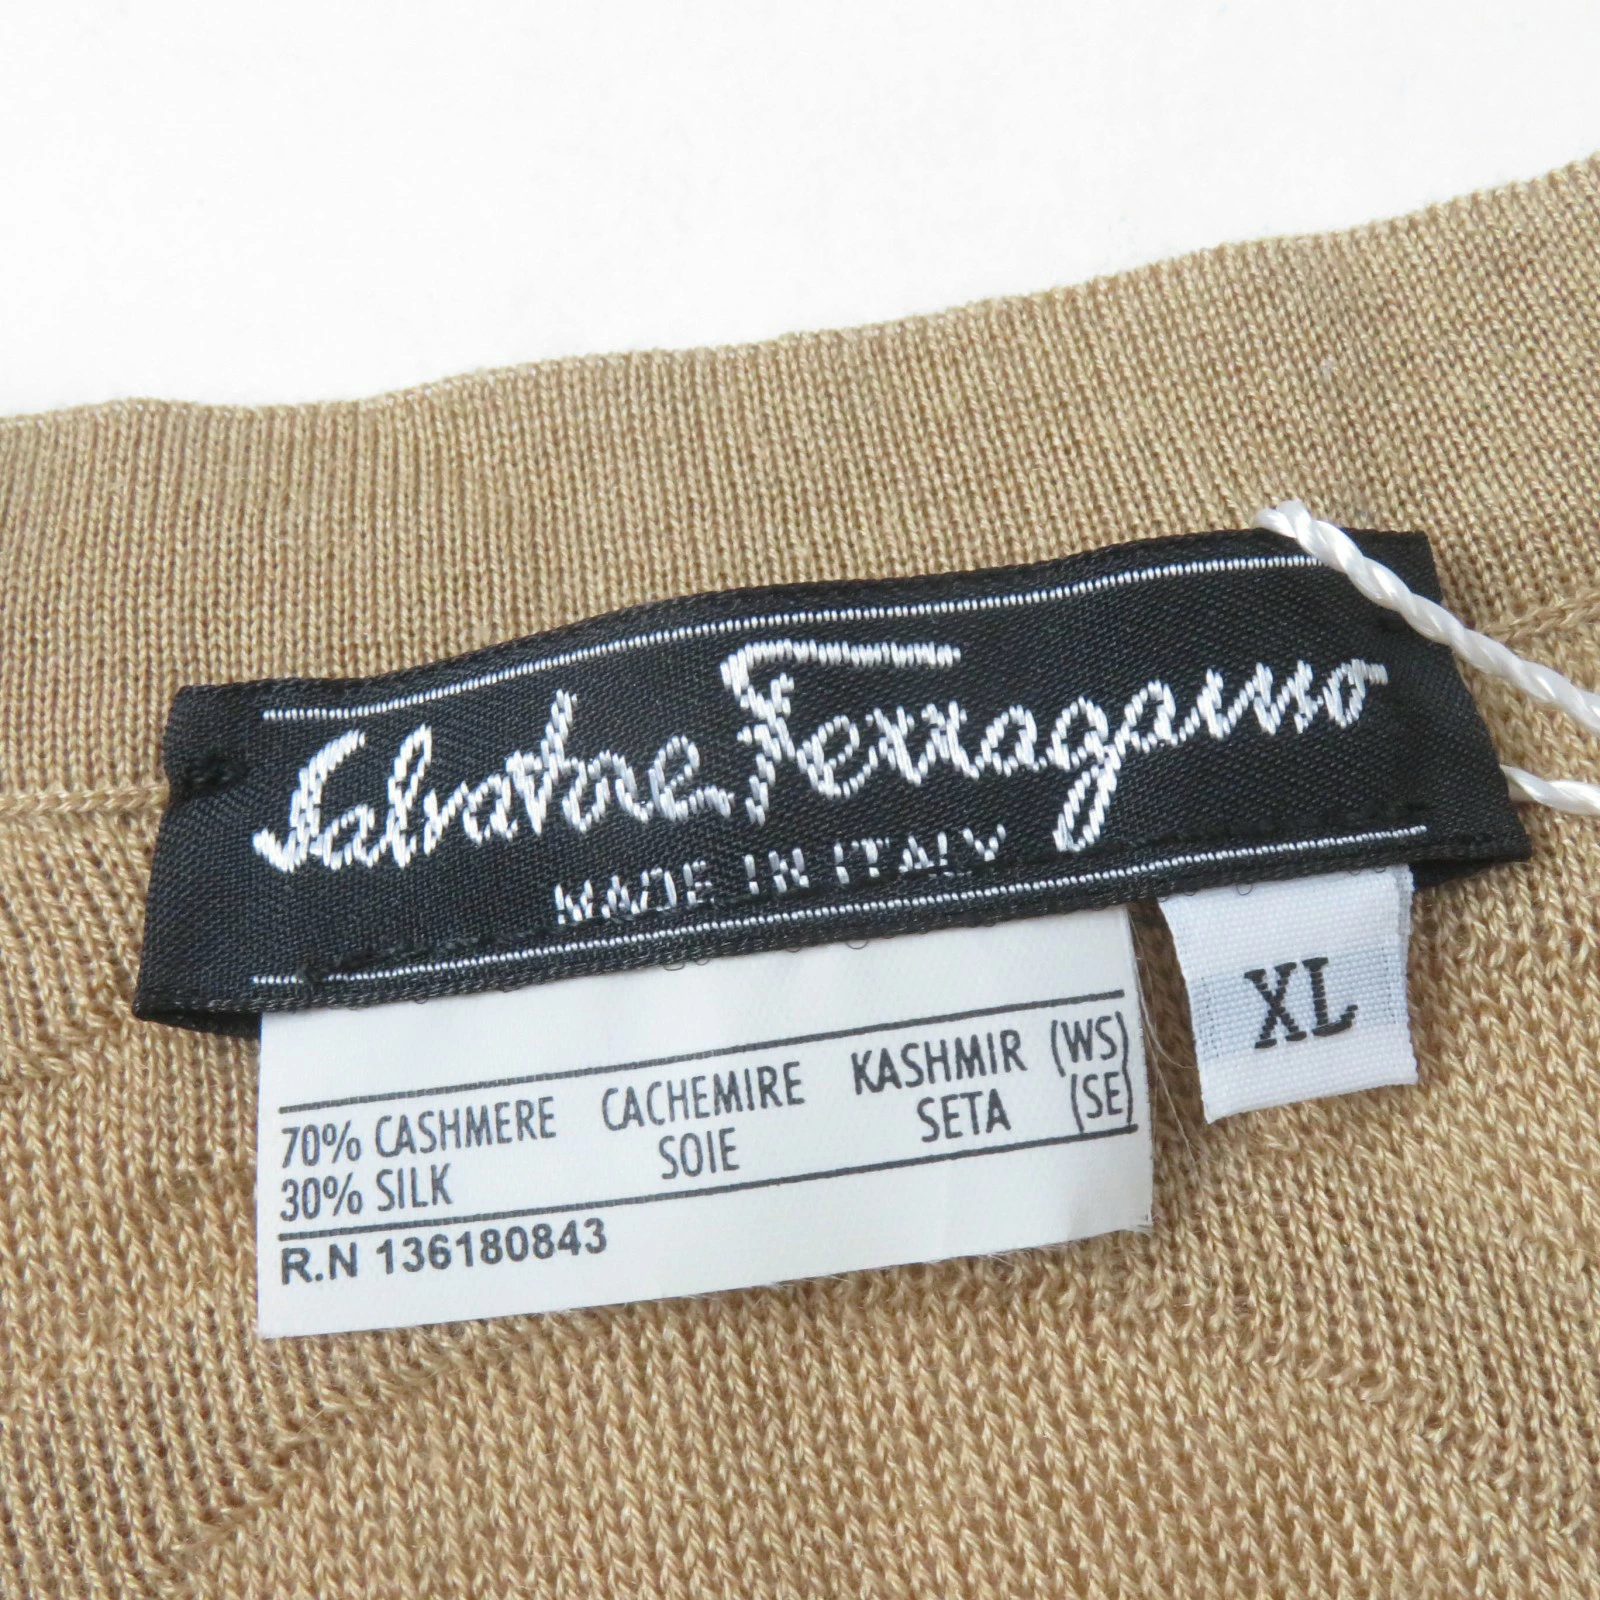 Salvatore Ferragamo
MADE IN ITALY
XL
70% CASHMERE CACHEMIRE KASHMIR (WS)
30% SILK SOIE SETA (SE)
R.N 136180843